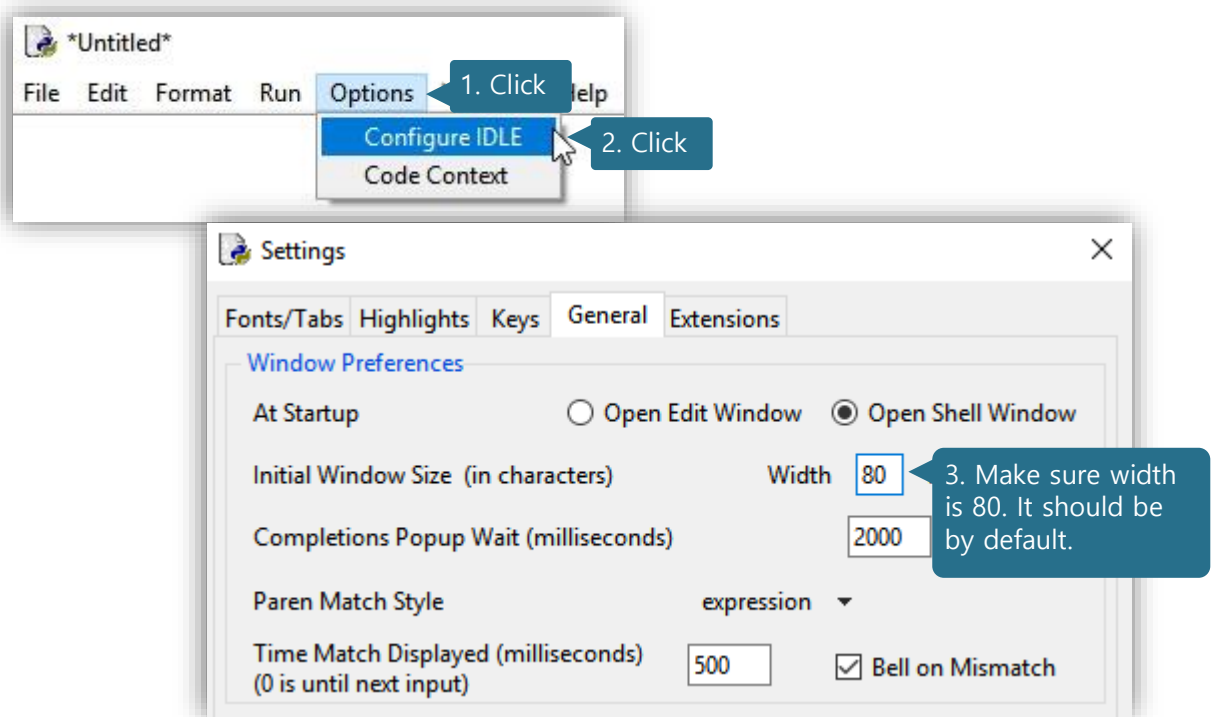 *Untitled*
File Edit Format Run Options 1. Click elp
Configure IDLE 2. Click
Code Context
Settings
Fonts/Tabs Highlights Keys General Extensions
Window Preferences
At Startup Open Edit Window Open Shell Window
Initial Window Size (in characters) Width 80
3. Make sure width
is 80. It should be
by default.
Completions Popup Wait (milliseconds) 2000
Paren Match Style expression
Time Match Displayed (milliseconds)
(0 is until next input) 500 Bell on Mismatch